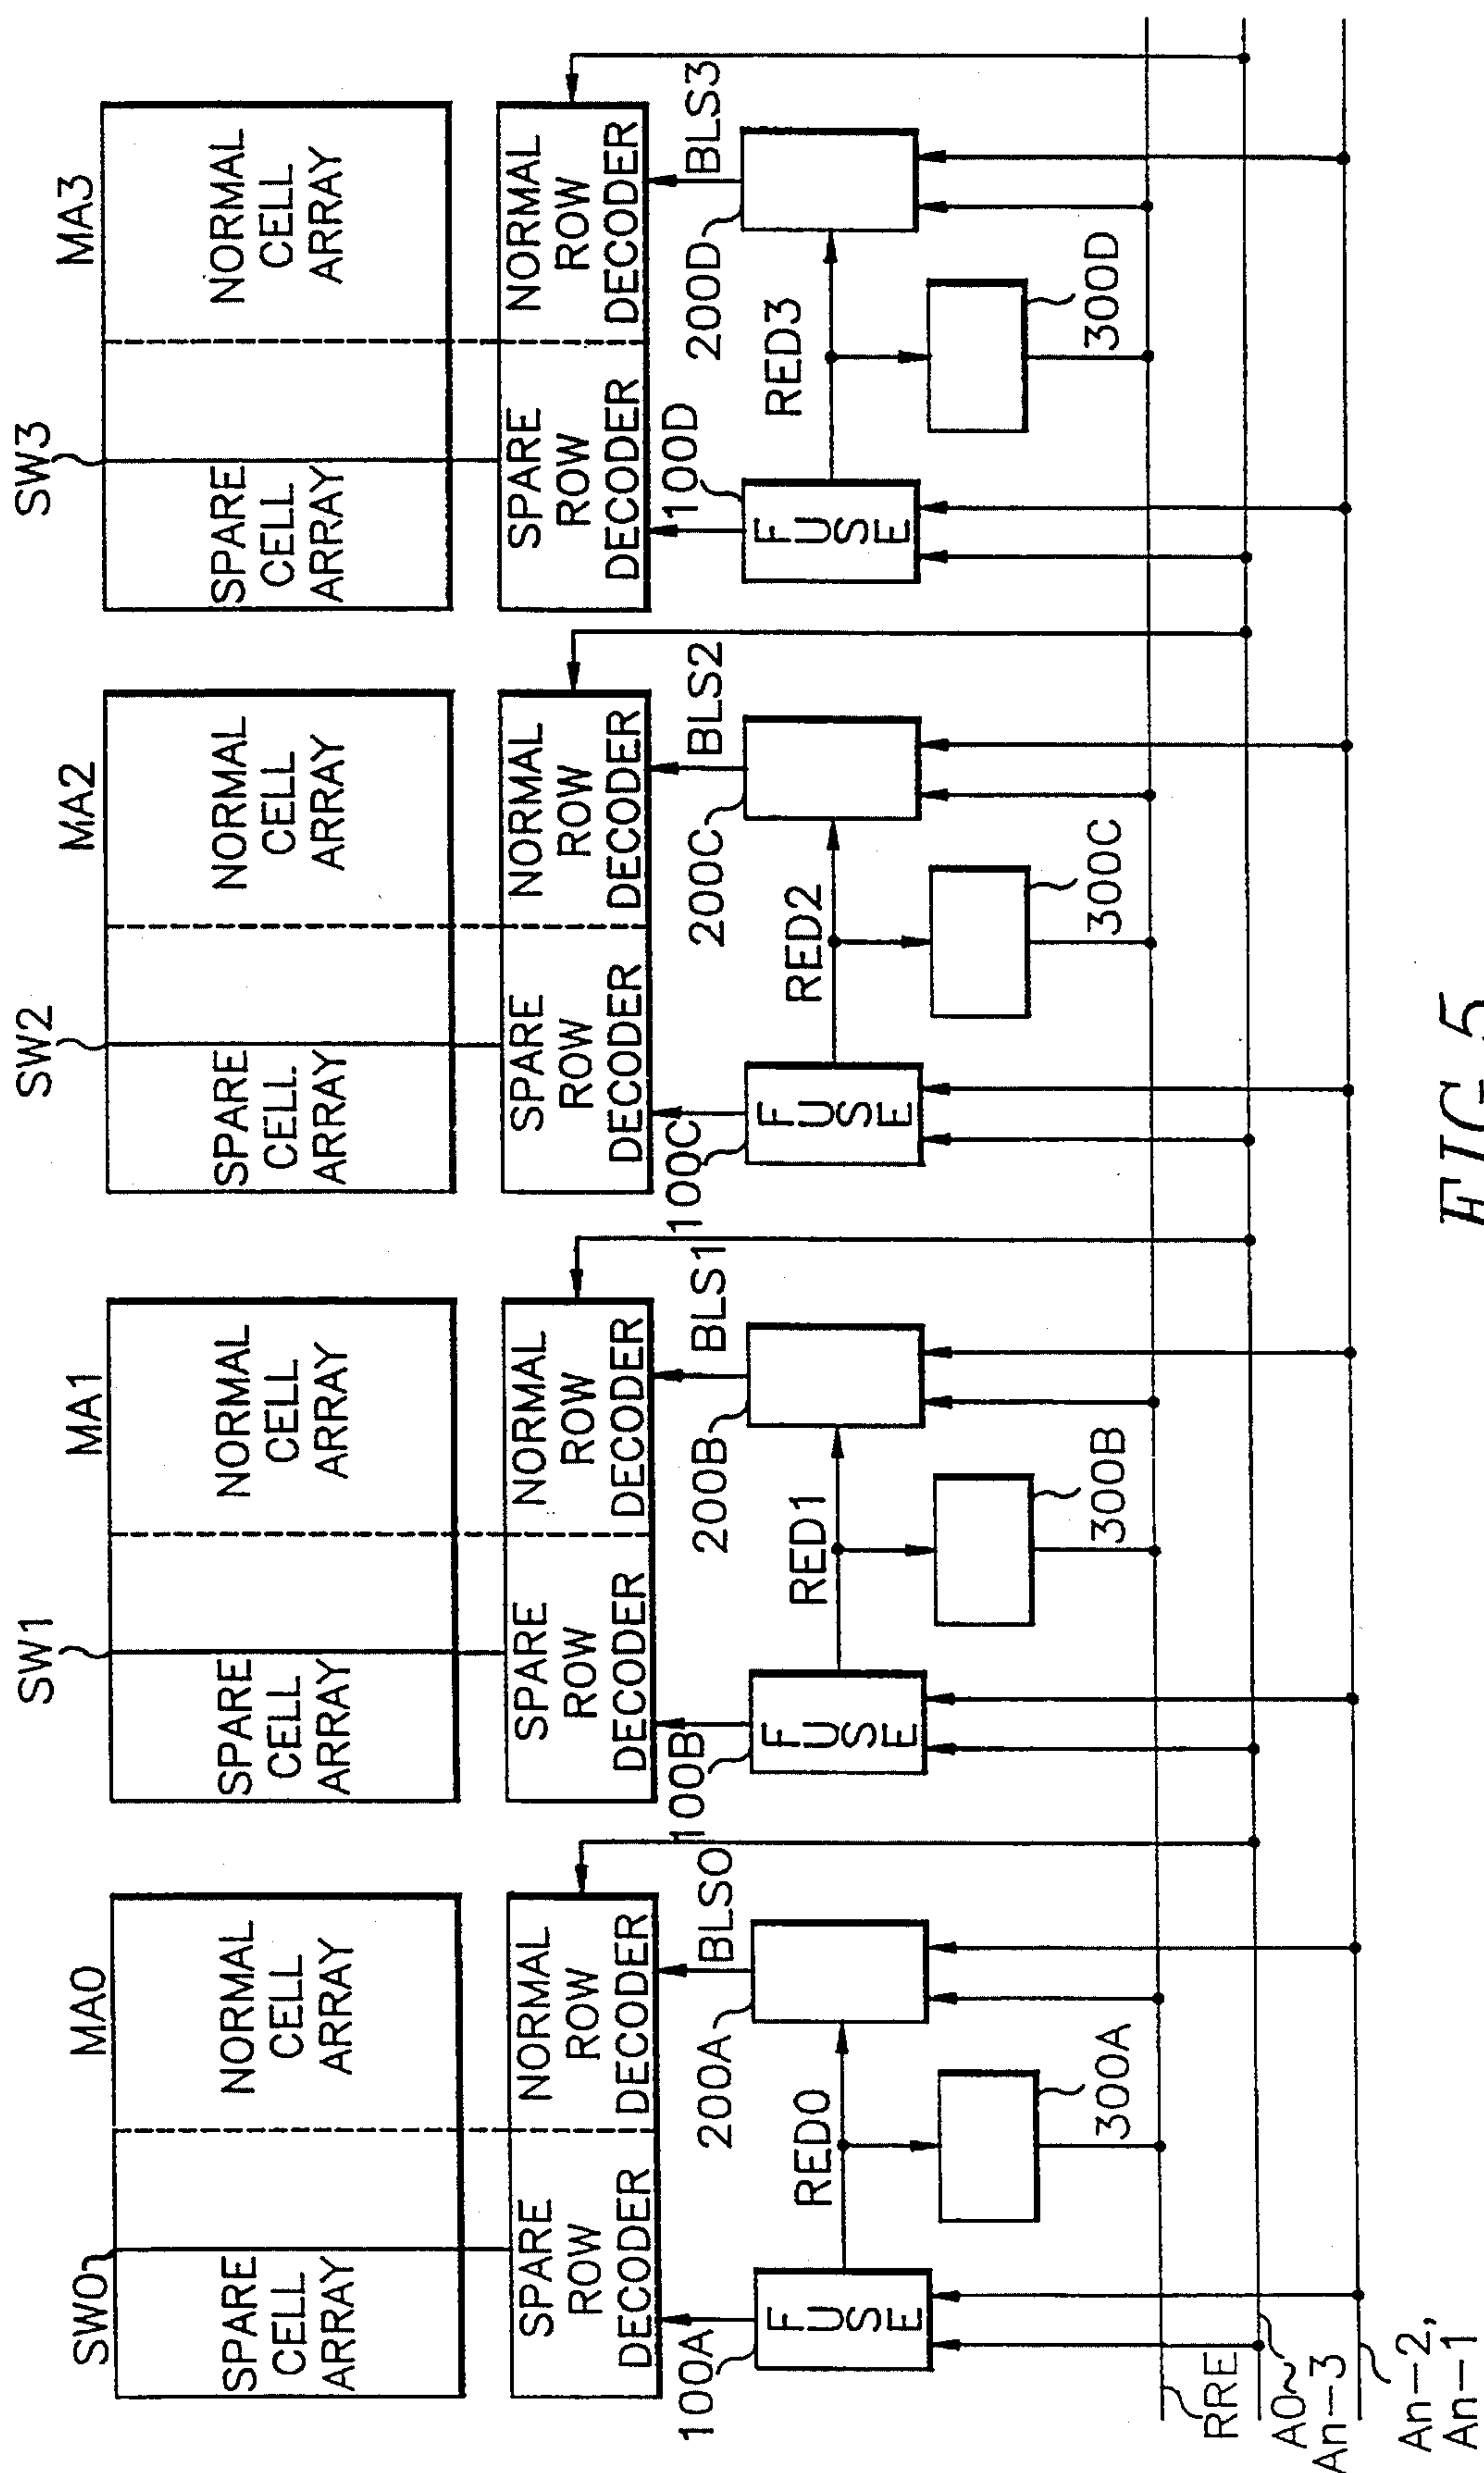 SW0
MA0
SW1
MA1
SW2
MA2
SW3
MA3
SPARE
CELL
ARRAY
NORMAL
CELL
ARRAY
SPARE
CELL
ARRAY
NORMAL
CELL
ARRAY
SPARE
CELL
ARRAY
NORMAL
CELL
ARRAY
SPARE
CELL
ARRAY
NORMAL
CELL
ARRAY
SPARE
ROW
DECODER
NORMAL
ROW
DECODER
SPARE
ROW
DECODER
NORMAL
ROW
DECODER
SPARE
ROW
DECODER
NORMAL
ROW
DECODER
SPARE
ROW
DECODER
NORMAL
ROW
DECODER
100A
200A
BLS0
100B
200B
BLS1
100C
200C
BLS2
100D
200D
BLS3
FUSE
RED0
FUSE
RED1
FUSE
RED2
FUSE
RED3
300A
300B
300C
300D
RRE
A0~
An-3
An-2,
An-1
FIG. 5